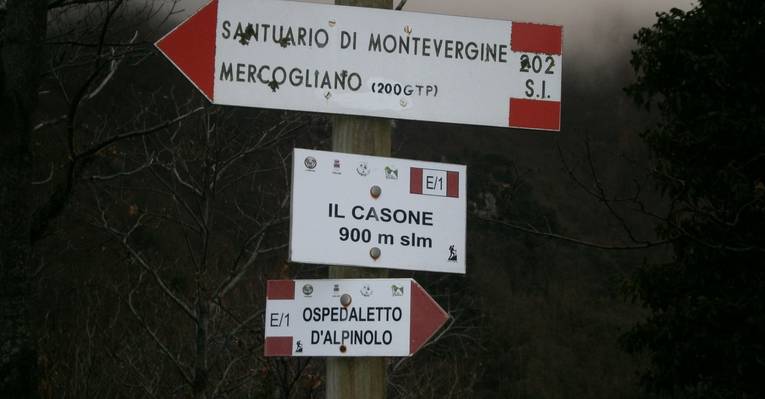 SANTUARIO DI MONTEVERGINE
MERCOGLIANO (200GTP)
202
S.I.
E/1
IL CASONE
900 m slm
E/1
OSPEDALETTO
D'ALPINOLO